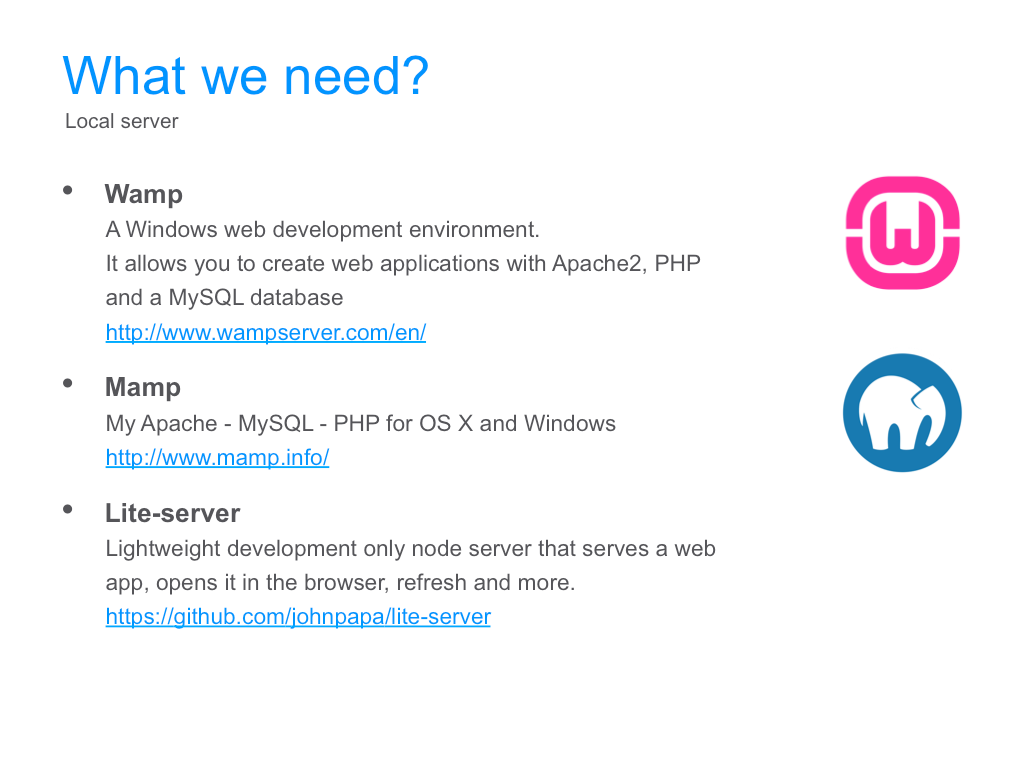 What we need?
Local server
• Wamp
A Windows web development environment.
It allows you to create web applications with Apache2, PHP
and a MySQL database
http://www.wampserver.com/en/
• Mamp
My Apache - MySQL - PHP for OS X and Windows
http://www.mamp.info/
• Lite-server
Lightweight development only node server that serves a web
app, opens it in the browser, refresh and more.
https://github.com/johnpapa/lite-server
W